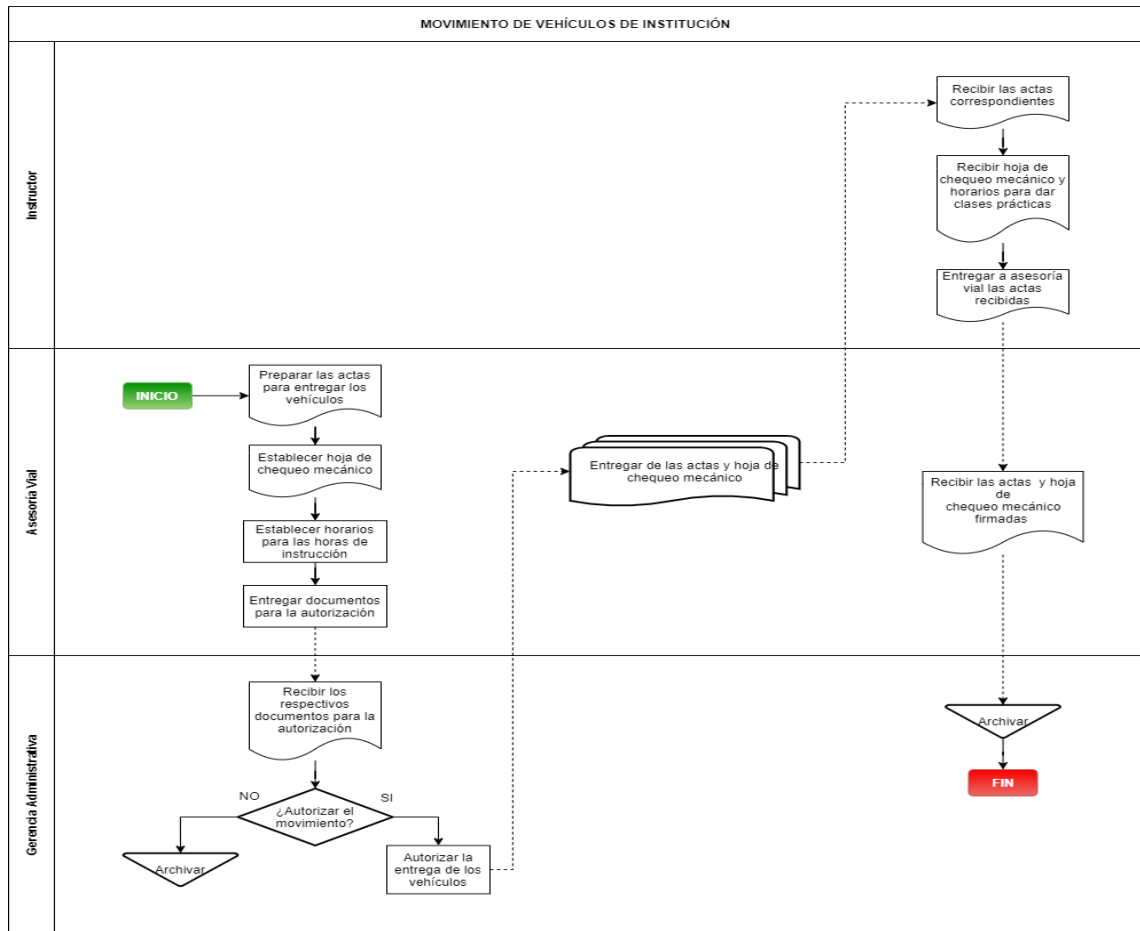 MOVIMIENTO DE VEHÍCULOS DE INSTITUCIÓN
Instructor
Recibir las actas
correspondientes
Recibir hoja de
chequeo mecánico y
horarios para dar
clases prácticas
Entregar a asesoría
vial las actas
recibidas
Asesoría Vial
INICIO
Preparar las actas
para entregar los
vehículos
Establecer hoja de
chequeo mecánico
Establecer horarios
para las horas de
instrucción
Entregar documentos
para la autorización
Entregar de las actas y hoja de
chequeo mecánico
Recibir las actas y hoja
de
chequeo mecánico
firmadas
Gerencia Administrativa
Recibir los
respectivos
documentos para la
autorización
NO
SI
¿Autorizar el
movimiento?
Archivar
Autorizar la
entrega de los
vehículos
Archivar
FIN